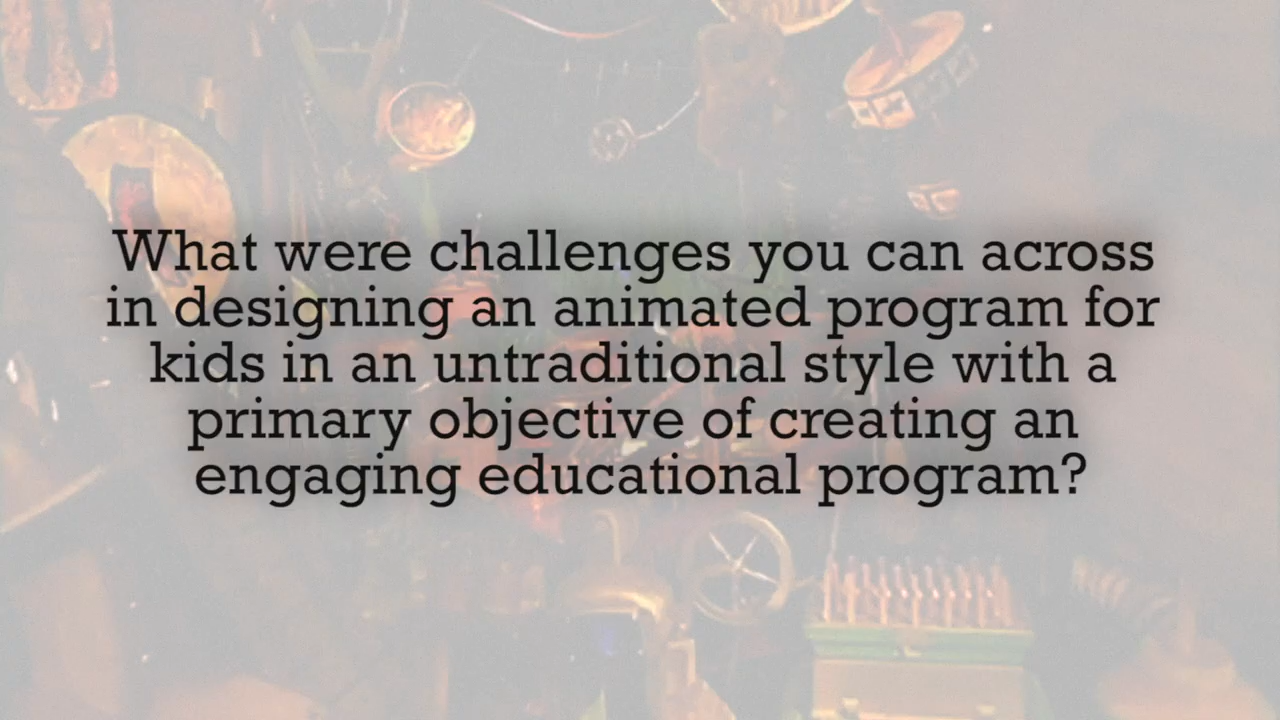 What were challenges you can across
in designing an animated program for
kids in an untraditional style with a
primary objective of creating an
engaging educational program?